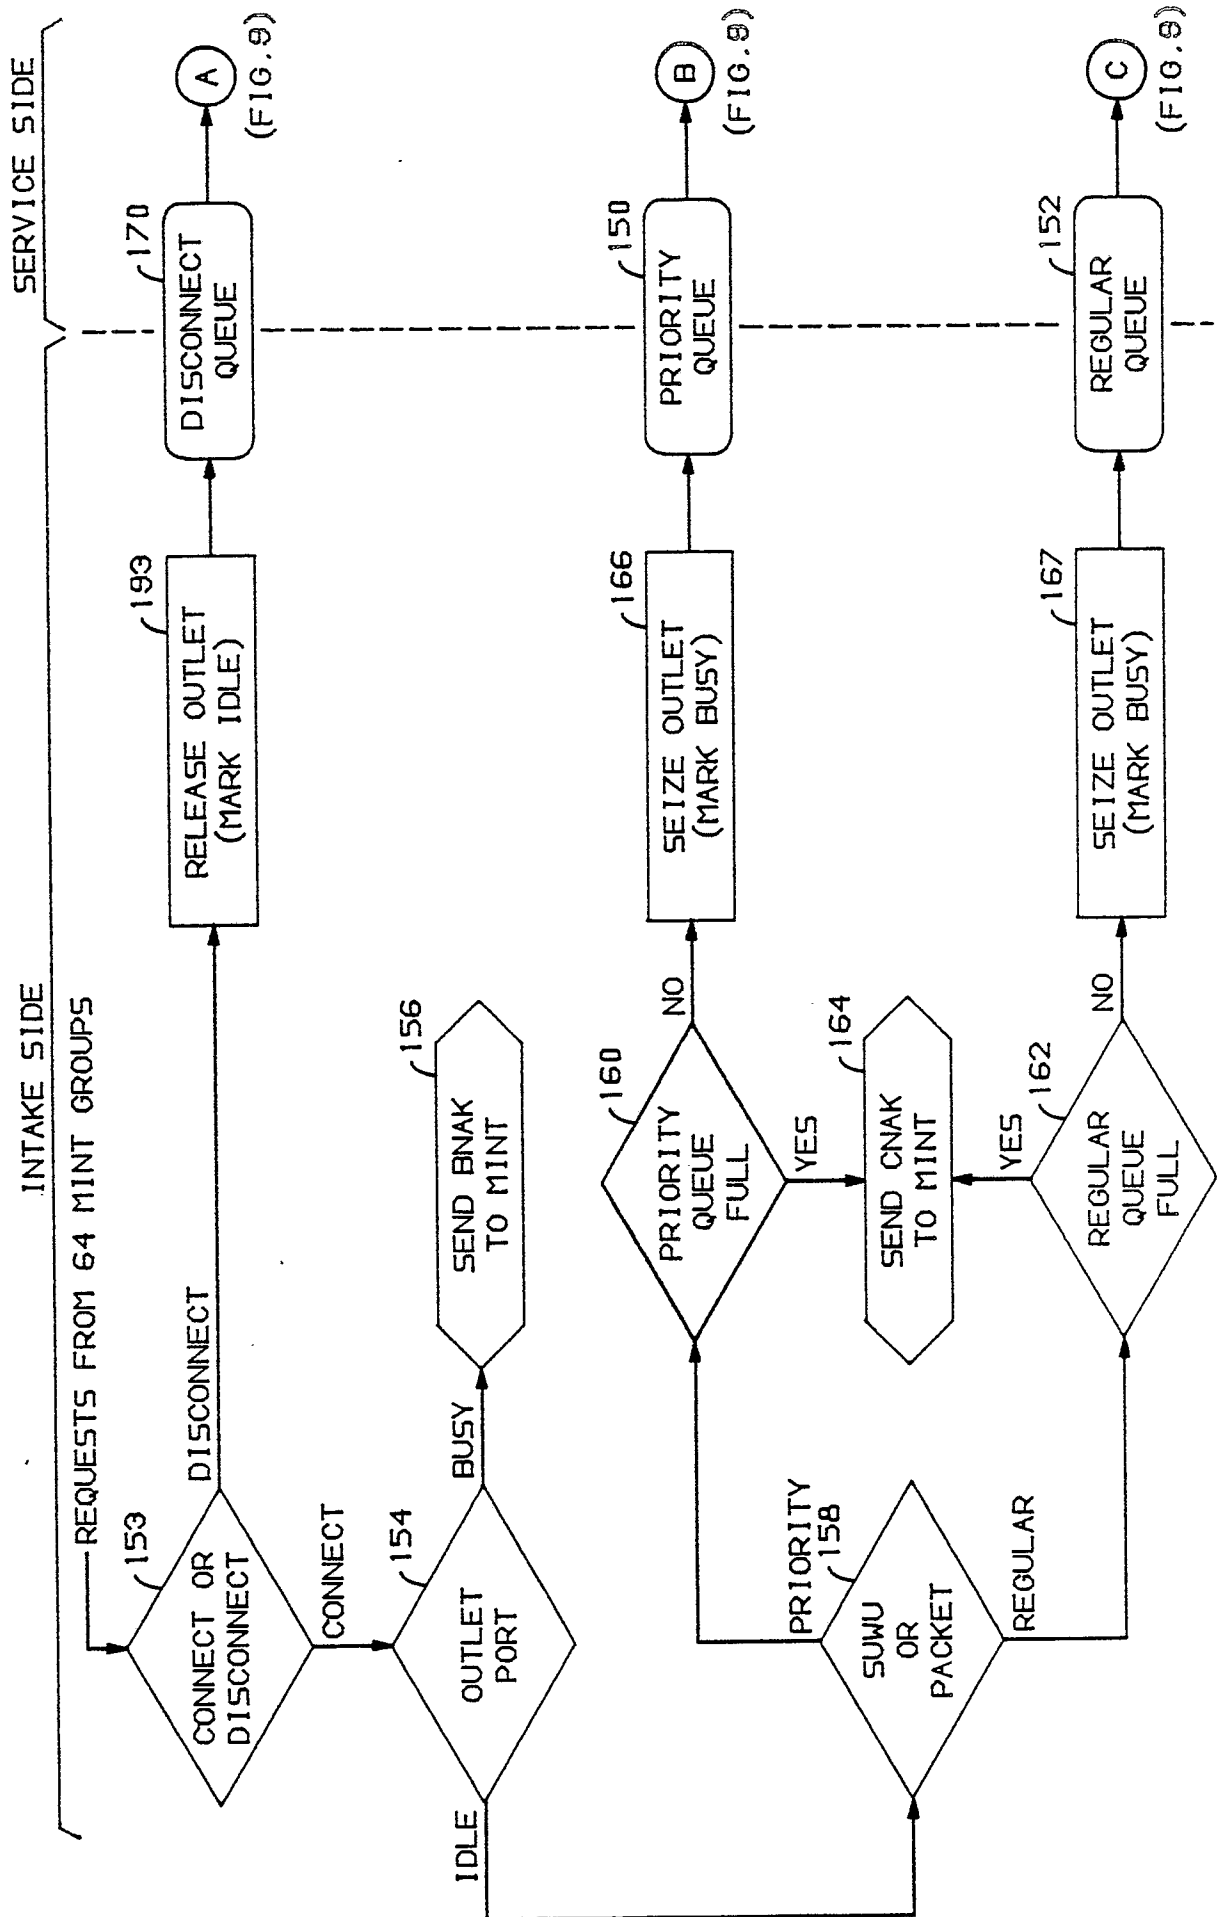 INTAKE SIDE
SERVICE SIDE
REQUESTS FROM 64 MINT GROUPS
153
CONNECT OR
DISCONNECT
DISCONNECT
193
RELEASE OUTLET
(MARK IDLE)
170
DISCONNECT
QUEUE
A
(FIG.9)
CONNECT
154
OUTLET
PORT
BUSY
156
SEND BNAK
TO MINT
IDLE
PRIORITY
158
SUWU
OR
PACKET
REGULAR
160
PRIORITY
QUEUE
FULL
NO
166
SEIZE OUTLET
(MARK BUSY)
150
PRIORITY
QUEUE
B
(FIG.9)
YES
164
SEND CNAK
TO MINT
YES
162
REGULAR
QUEUE
FULL
NO
167
SEIZE OUTLET
(MARK BUSY)
152
REGULAR
QUEUE
C
(FIG.9)